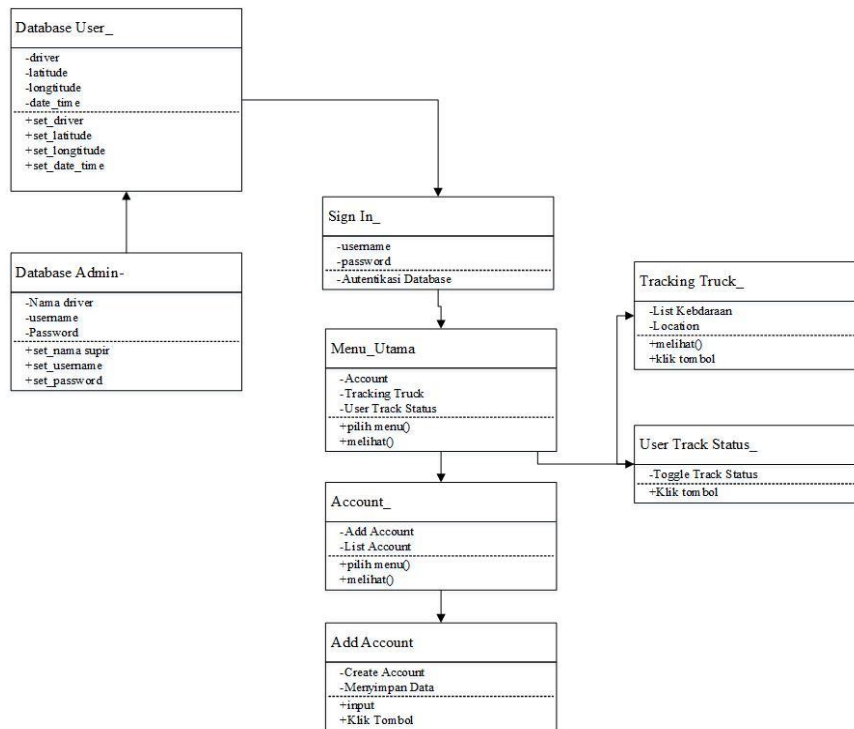 Database User_
-driver
-latitude
-longtitude
-date_time
+set_driver
+set_latitude
+set_longtitude
+set_date_time
Database Admin-
-Nama driver
-username
-Password
+set_nama supir
+set_username
+set_password
Sign In_
-username
-password
-Autentikasi Database
Menu_Utama
-Account
-Tracking Truck
-User Track Status
+pilih menu()
+melihat()
Account_
-Add Account
-List Account
+pilih menu()
+melihat()
Add Account
-Create Account
-Menyimpan Data
+input
+Klik Tombol
Tracking Truck_
-List Kebdaraan
-Location
+melihat()
+klik tombol
User Track Status_
-Toggle Track Status
+Klik tombol